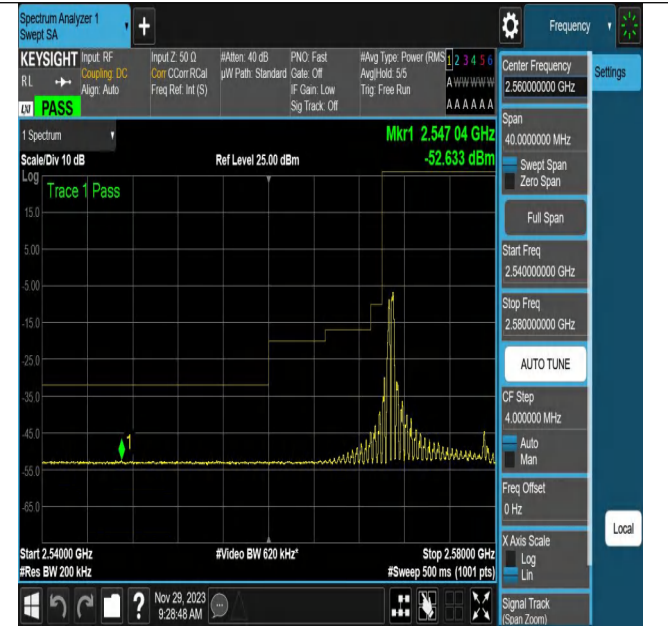 Spectrum Analyzer 1
Swept SA
+
Frequency
KEYSIGHT
RL
LXI PASS
Input: RF
Coupling: DC
Align: Auto
Input Z: 50 Ω
Corr CCorr RCal
Freq Ref: Int (S)
#Atten: 40 dB
µW Path: Standard
PNO: Fast
Gate: Off
IF Gain: Low
Sig Track: Off
#Avg Type: Power (RMS
Avg|Hold: 5/5
Trig: Free Run
1 2 3 4 5 6
A W W W W W
A A A A A A
1 Spectrum
Scale/Div 10 dB
Ref Level 25.00 dBm
Mkr1 2.547 04 GHz
-52.633 dBm
Log
Trace 1 Pass
15.0
5.00
-5.00
-15.0
-25.0
-35.0
-45.0
-55.0
-65.0
1
Start 2.54000 GHz
#Video BW 620 kHz*
Stop 2.58000 GHz
#Res BW 200 kHz
#Sweep 500 ms (1001 pts)
Center Frequency
2.560000000 GHz
Settings
Span
40.0000000 MHz
Swept Span
Zero Span
Full Span
Start Freq
2.540000000 GHz
Stop Freq
2.580000000 GHz
AUTO TUNE
CF Step
4.000000 MHz
Auto
Man
Freq Offset
0 Hz
X Axis Scale
Log
Lin
Local
Signal Track
(Span Zoom)
?
Nov 29, 2023
9:28:48 AM